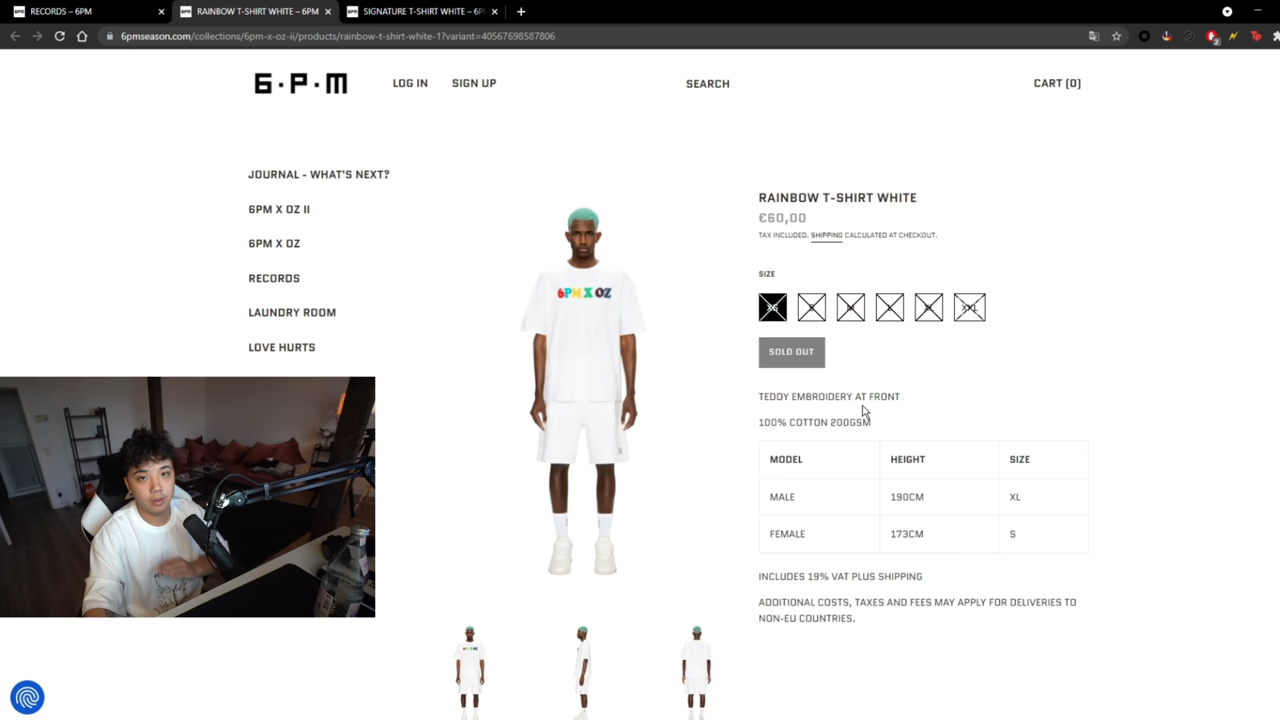 RECORDS – 6PM
RAINBOW T-SHIRT WHITE – 6PM
SIGNATURE T-SHIRT WHITE – 6P
6pmseason.com/collections/6pm-x-oz-ii/products/rainbow-t-shirt-white-1?variant=40567698587806
6·P·M
LOG IN
SIGN UP
SEARCH
CART (0)
JOURNAL - WHAT'S NEXT?
6PM X OZ II
6PM X OZ
RECORDS
LAUNDRY ROOM
LOVE HURTS
6PM X OZ
RAINBOW T-SHIRT WHITE
€60,00
TAX INCLUDED. SHIPPING CALCULATED AT CHECKOUT.
SIZE
XS S M L XL XXL
SOLD OUT
TEDDY EMBROIDERY AT FRONT
100% COTTON 200GSM
MODEL HEIGHT SIZE
MALE 190CM XL
FEMALE 173CM S
INCLUDES 19% VAT PLUS SHIPPING
ADDITIONAL COSTS, TAXES AND FEES MAY APPLY FOR DELIVERIES TO
NON-EU COUNTRIES.